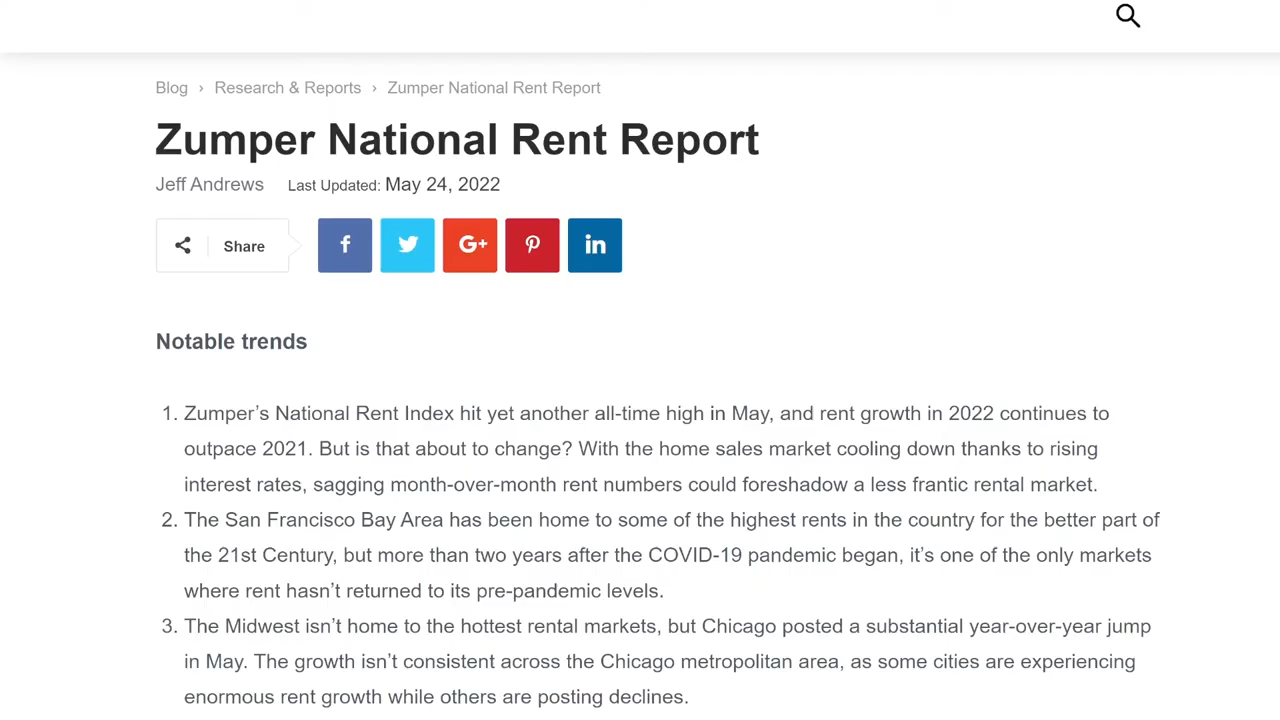 Blog › Research & Reports › Zumper National Rent Report
Zumper National Rent Report
Jeff Andrews Last Updated: May 24, 2022
Share f G+ in
Notable trends
1. Zumper’s National Rent Index hit yet another all-time high in May, and rent growth in 2022 continues to
outpace 2021. But is that about to change? With the home sales market cooling down thanks to rising
interest rates, sagging month-over-month rent numbers could foreshadow a less frantic rental market.
2. The San Francisco Bay Area has been home to some of the highest rents in the country for the better part of
the 21st Century, but more than two years after the COVID-19 pandemic began, it’s one of the only markets
where rent hasn’t returned to its pre-pandemic levels.
3. The Midwest isn’t home to the hottest rental markets, but Chicago posted a substantial year-over-year jump
in May. The growth isn’t consistent across the Chicago metropolitan area, as some cities are experiencing
enormous rent growth while others are posting declines.